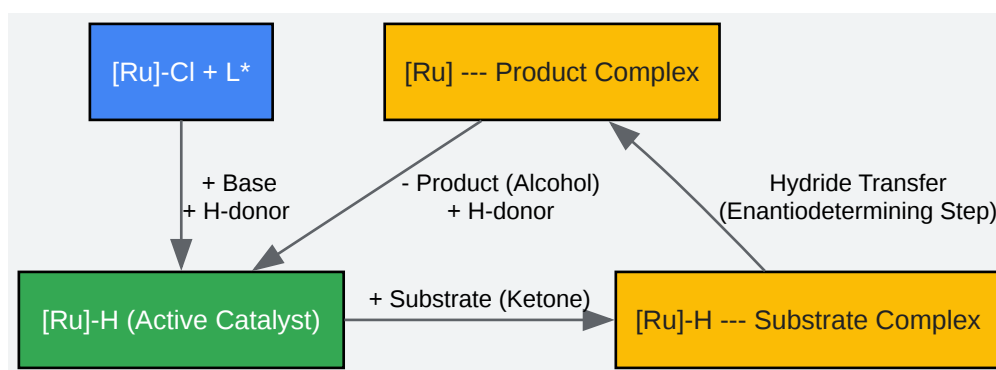 [Ru]-Cl + L*
[Ru] --- Product Complex
+ Base
+ H-donor
- Product (Alcohol)
+ H-donor
Hydride Transfer
(Enantiodetermining Step)
[Ru]-H (Active Catalyst)
+ Substrate (Ketone)
[Ru]-H --- Substrate Complex